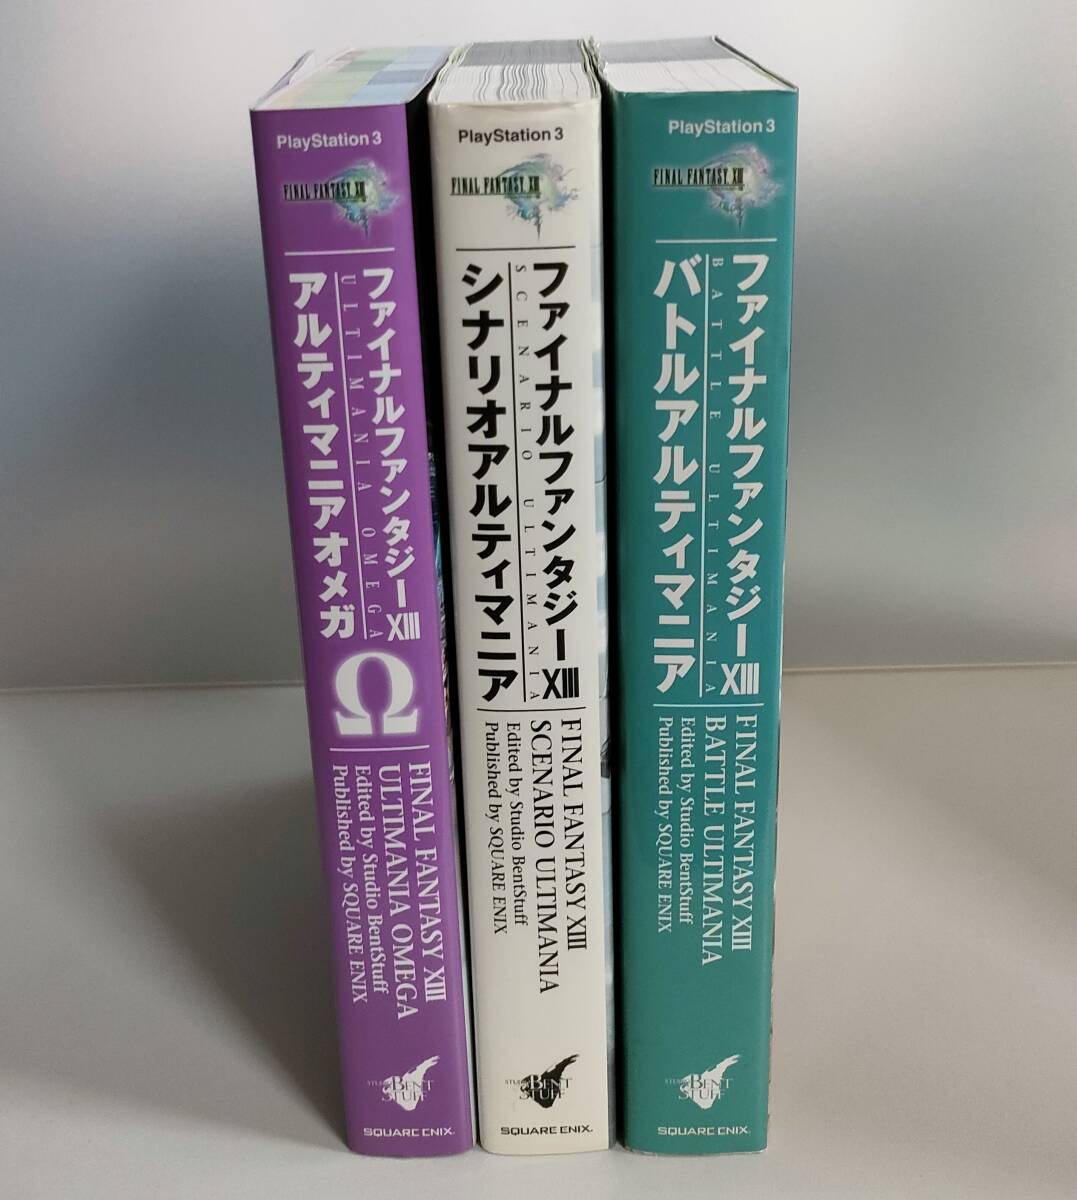 PlayStation 3
FINAL FANTASY XIII
ファイナルファンタジーXIII
ULTIMANIA OMEGA
アルティマニアオメガ
Ω
FINAL FANTASY XIII
ULTIMANIA OMEGA
Edited by Studio BentStuff
Published by SQUARE ENIX
STUDIO BENT STUFF
SQUARE ENIX.
PlayStation 3
FINAL FANTASY XIII
ファイナルファンタジーXIII
SCENARIO ULTIMANIA
シナリオアルティマニア
FINAL FANTASY XIII
SCENARIO ULTIMANIA
Edited by Studio BentStuff
Published by SQUARE ENIX
STUDIO BENT STUFF
SQUARE ENIX.
PlayStation 3
FINAL FANTASY XIII
ファイナルファンタジーXIII
BATTLE ULTIMANIA
バトルアルティマニア
FINAL FANTASY XIII
BATTLE ULTIMANIA
Edited by Studio BentStuff
Published by SQUARE ENIX
STUDIO BENT STUFF
SQUARE ENIX.